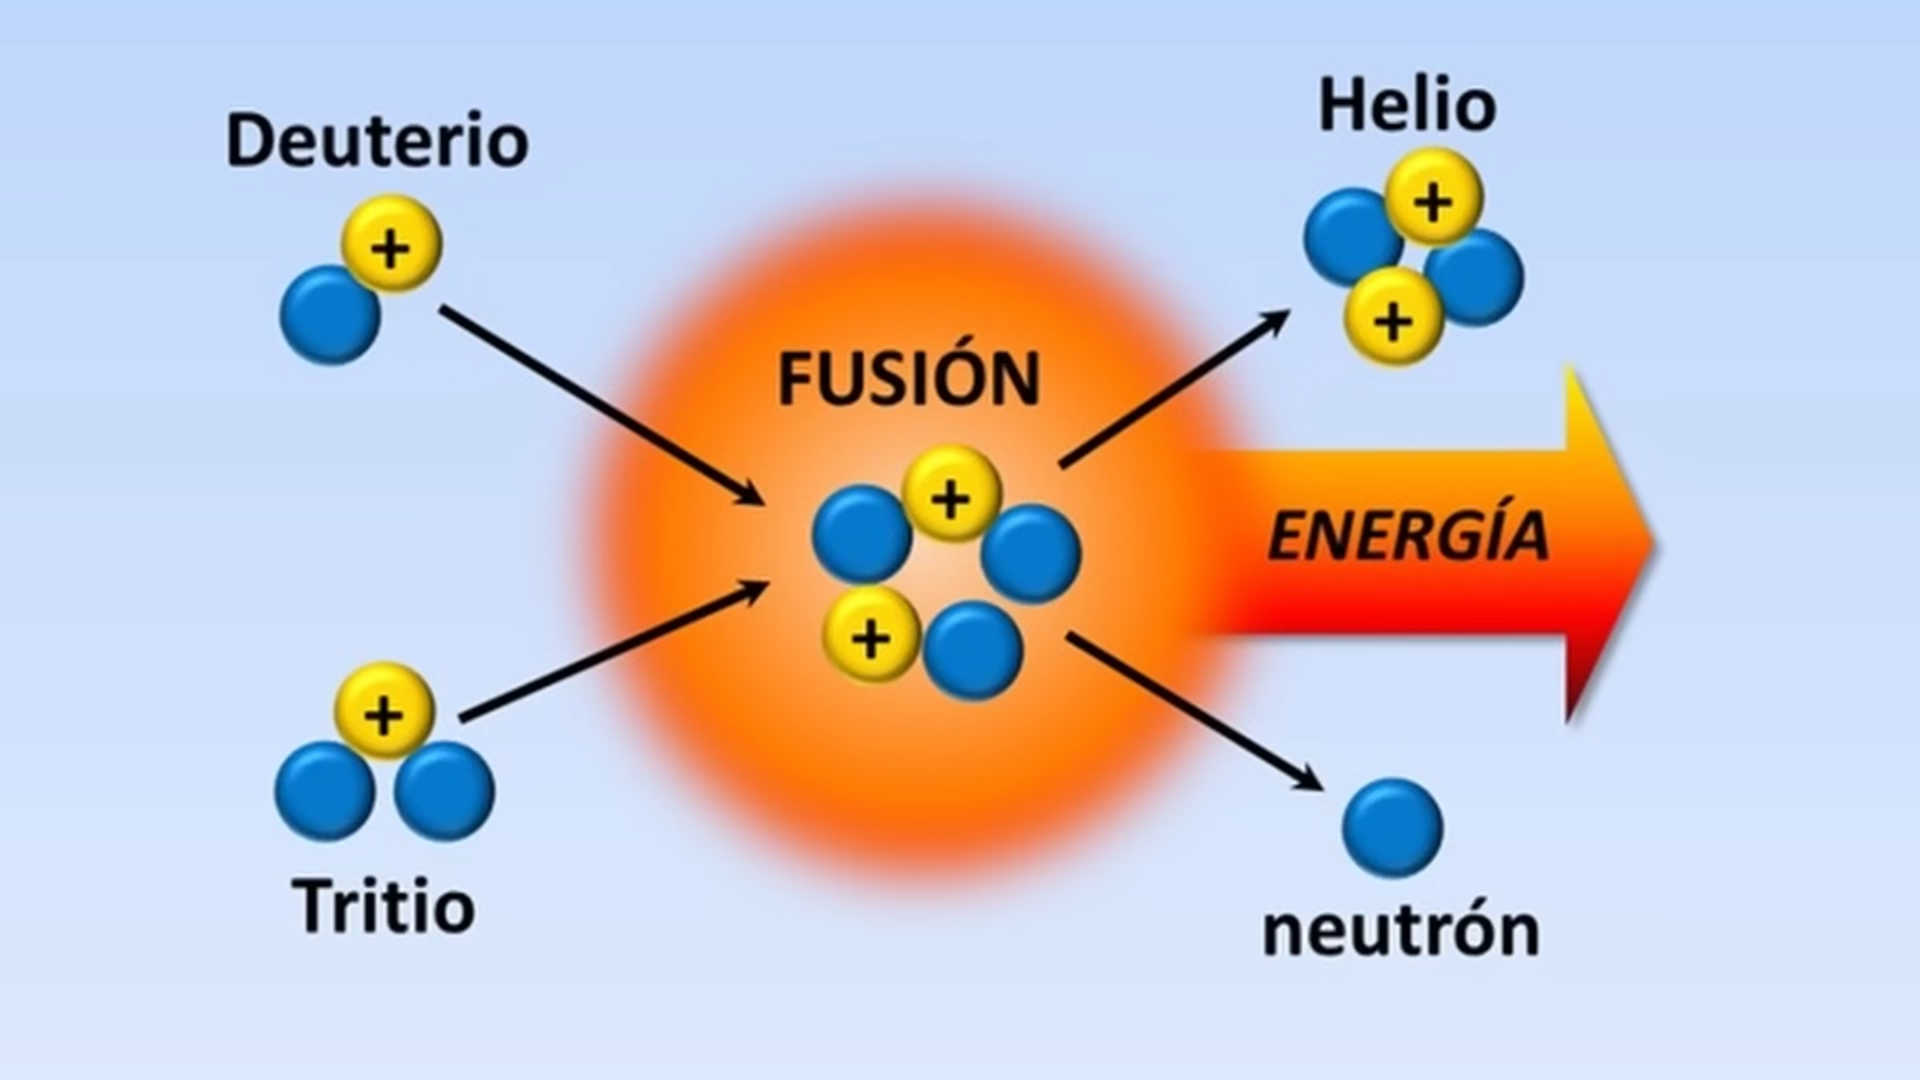 Deuterio
+
Helio
+
+
FUSIÓN
+
+
ENERGÍA
+
Tritio
neutrón